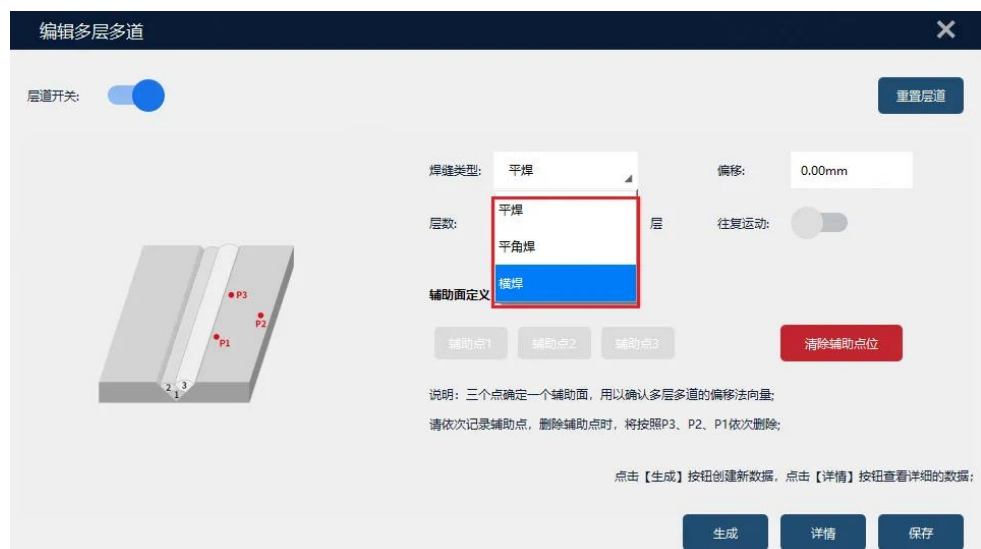 编辑多层多道
层道开关:
重置层道
焊缝类型: 平焊 偏移: 0.00mm
平焊
层数: 层 往复运动:
平角焊
横焊
辅助面定义
P3
P2
P1
2 3
1
辅助点1 辅助点2 辅助点3 清除辅助点位
说明：三个点确定一个辅助面，用以确认多层多道的偏移法向量;
请依次记录辅助点，删除辅助点时，将按照P3、P2、P1依次删除;
点击【生成】按钮创建新数据，点击【详情】按钮查看详细的数据;
生成 详情 保存